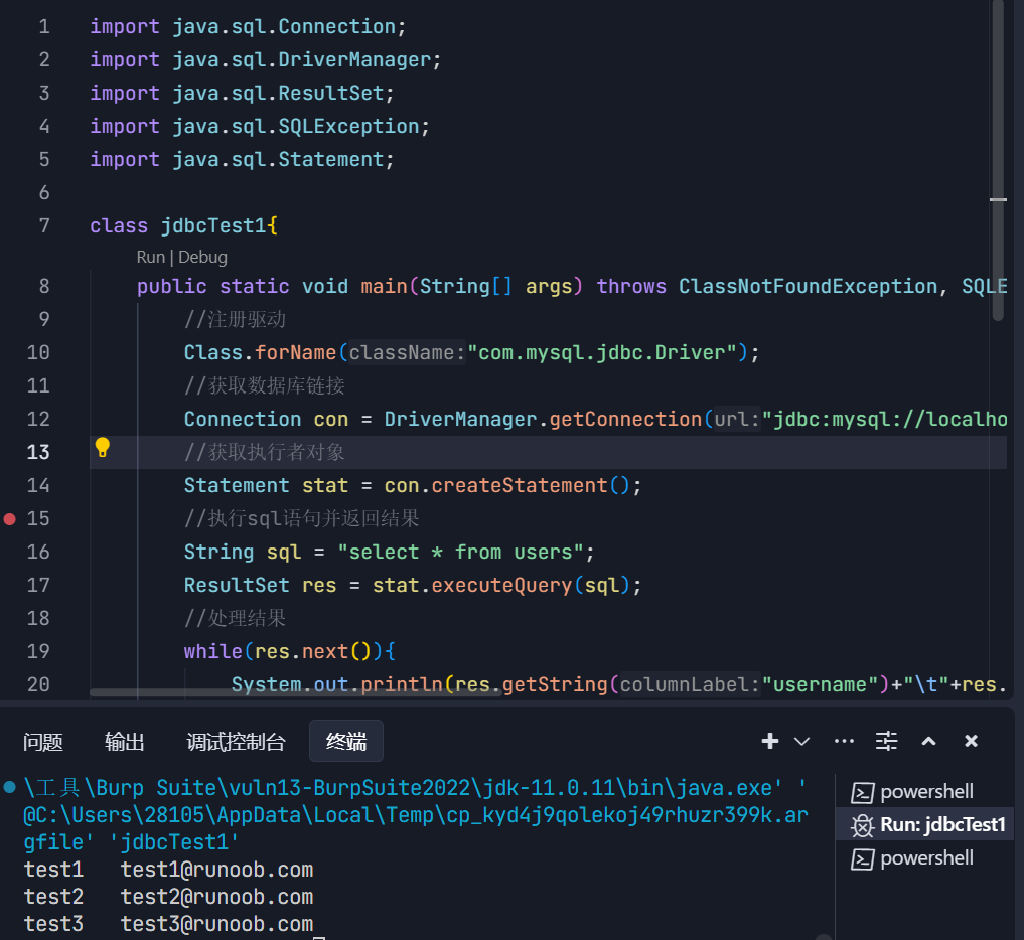 1 import java.sql.Connection;
2 import java.sql.DriverManager;
3 import java.sql.ResultSet;
4 import java.sql.SQLException;
5 import java.sql.Statement;
6
7 class jdbcTest1{
Run | Debug
8 public static void main(String[] args) throws ClassNotFoundException, SQLE
9 //注册驱动
10 Class.forName(className:"com.mysql.jdbc.Driver");
11 //获取数据库链接
12 Connection con = DriverManager.getConnection(url:"jdbc:mysql://localho
13 //获取执行者对象
14 Statement stat = con.createStatement();
15 //执行sql语句并返回结果
16 String sql = "select * from users";
17 ResultSet res = stat.executeQuery(sql);
18 //处理结果
19 while(res.next()){
20 System.out.println(res.getString(columnLabel:"username")+"\t"+res.
问题 输出 调试控制台 终端
\工具\Burp Suite\vuln13-BurpSuite2022\jdk-11.0.11\bin\java.exe' '
@C:\Users\28105\AppData\Local\Temp\cp_kyd4j9qolekoj49rhuzr399k.ar
gfile' 'jdbcTest1'
test1 test1@runoob.com
test2 test2@runoob.com
test3 test3@runoob.com
powershell
Run: jdbcTest1
powershell